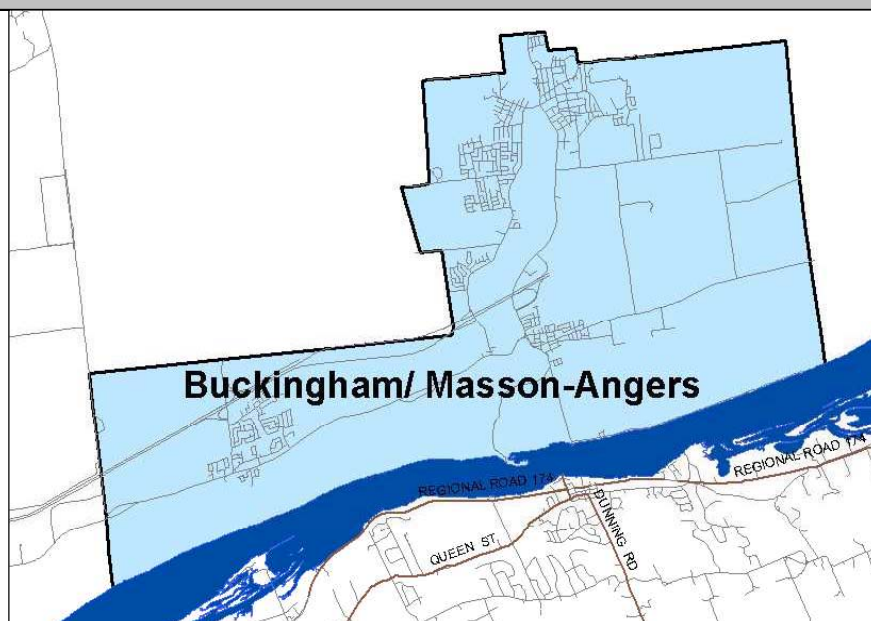 Buckingham/ Masson-Angers
REGIONAL ROAD 174
REGIONAL ROAD 174
QUEEN ST.
DUNNING RD